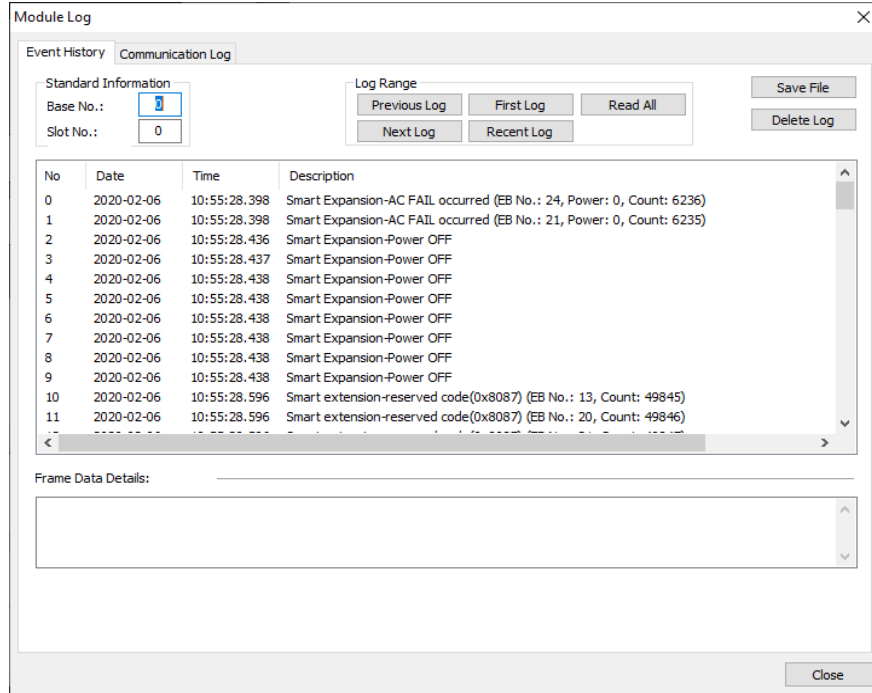 Module Log
Event History Communication Log
Standard Information
Base No.: 0
Slot No.: 0
Log Range
Previous Log First Log Read All
Next Log Recent Log
Save File
Delete Log
No Date Time Description
0 2020-02-06 10:55:28.398 Smart Expansion-AC FAIL occurred (EB No.: 24, Power: 0, Count: 6236)
1 2020-02-06 10:55:28.398 Smart Expansion-AC FAIL occurred (EB No.: 21, Power: 0, Count: 6235)
2 2020-02-06 10:55:28.436 Smart Expansion-Power OFF
3 2020-02-06 10:55:28.437 Smart Expansion-Power OFF
4 2020-02-06 10:55:28.438 Smart Expansion-Power OFF
5 2020-02-06 10:55:28.438 Smart Expansion-Power OFF
6 2020-02-06 10:55:28.438 Smart Expansion-Power OFF
7 2020-02-06 10:55:28.438 Smart Expansion-Power OFF
8 2020-02-06 10:55:28.438 Smart Expansion-Power OFF
9 2020-02-06 10:55:28.438 Smart Expansion-Power OFF
10 2020-02-06 10:55:28.596 Smart extension-reserved code(0x8087) (EB No.: 13, Count: 49845)
11 2020-02-06 10:55:28.596 Smart extension-reserved code(0x8087) (EB No.: 20, Count: 49846)
Frame Data Details:
Close